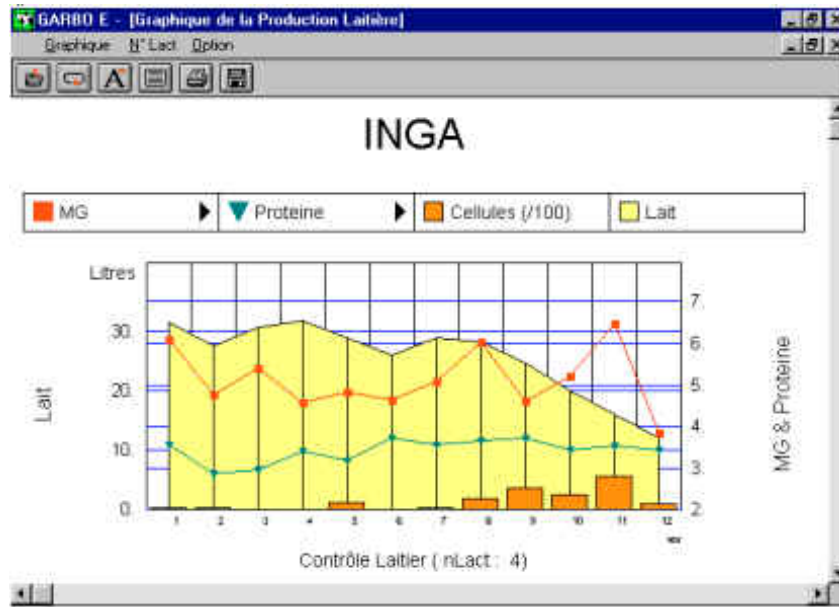 GARBO E - [Graphique de la Production Laitière]
Graphique N° Lact Option
INGA
MG Proteine Cellules (/100) Lait
Litres
30.
20.
10.
0.
7.
6.
5.
4.
3.
2
Lait
MG & Proteine
1 2 3 4 5 6 7 8 9 10 11 12
Contrôle Laitier ( nLact : 4)